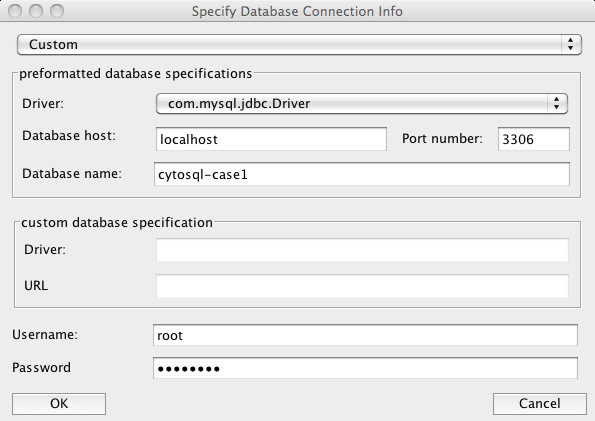 Specify Database Connection Info
Custom
preformatted database specifications
Driver: com.mysql.jdbc.Driver
Database host: localhost Port number: 3306
Database name: cytosql-case1
custom database specification
Driver:
URL
Username: root
Password ••••••••
OK Cancel